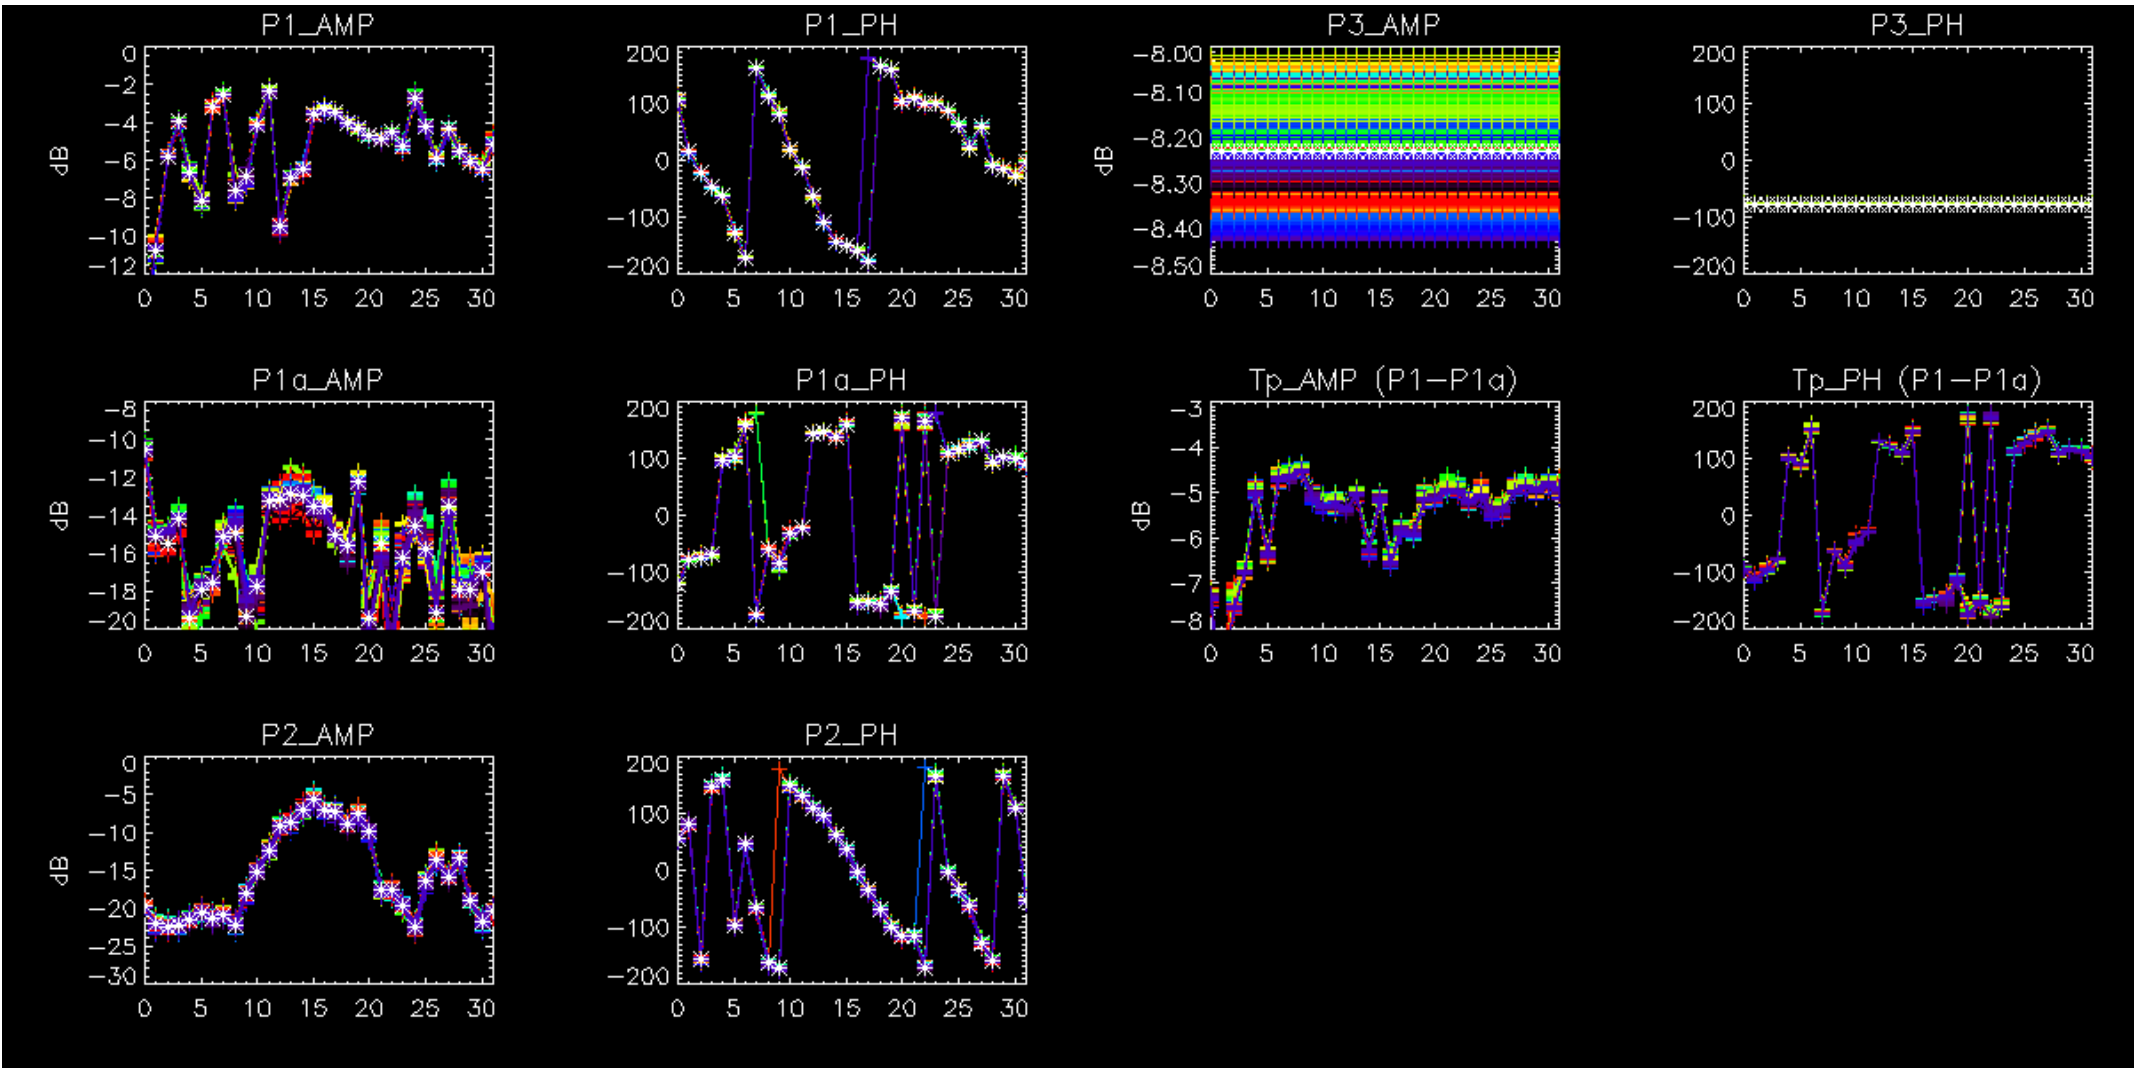 P1_AMP
P1_PH
P3_AMP
P3_PH
dB
0
−2
−4
−6
−8
−10
−12
0 5 10 15 20 25 30
200
100
0
−100
−200
0 5 10 15 20 25 30
dB
−8.00
−8.10
−8.20
−8.30
−8.40
−8.50
0 5 10 15 20 25 30
200
100
0
−100
−200
0 5 10 15 20 25 30
P1a_AMP
P1a_PH
Tp_AMP (P1−P1a)
Tp_PH (P1−P1a)
dB
−8
−10
−12
−14
−16
−18
−20
0 5 10 15 20 25 30
200
100
0
−100
−200
0 5 10 15 20 25 30
dB
−3
−4
−5
−6
−7
−8
0 5 10 15 20 25 30
200
100
0
−100
−200
0 5 10 15 20 25 30
P2_AMP
P2_PH
dB
0
−5
−10
−15
−20
−25
−30
0 5 10 15 20 25 30
200
100
0
−100
−200
0 5 10 15 20 25 30